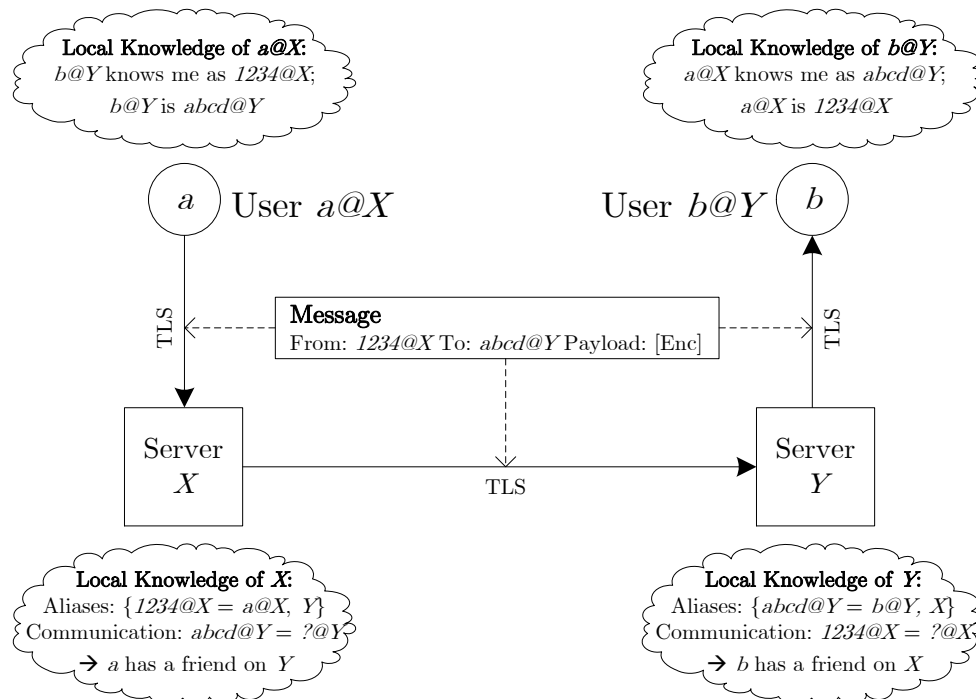 Local Knowledge of a@X:
b@Y knows me as 1234@X;
b@Y is abcd@Y
Local Knowledge of b@Y:
a@X knows me as abcd@Y;
a@X is 1234@X
a
User a@X
User b@Y
b
TLS
Message
From: 1234@X To: abcd@Y Payload: [Enc]
TLS
Server
X
TLS
Server
Y
Local Knowledge of X:
Aliases: {1234@X = a@X, Y}
Communication: abcd@Y = ?@Y
→ a has a friend on Y
Local Knowledge of Y:
Aliases: {abcd@Y = b@Y, X}
Communication: 1234@X = ?@X
→ b has a friend on X